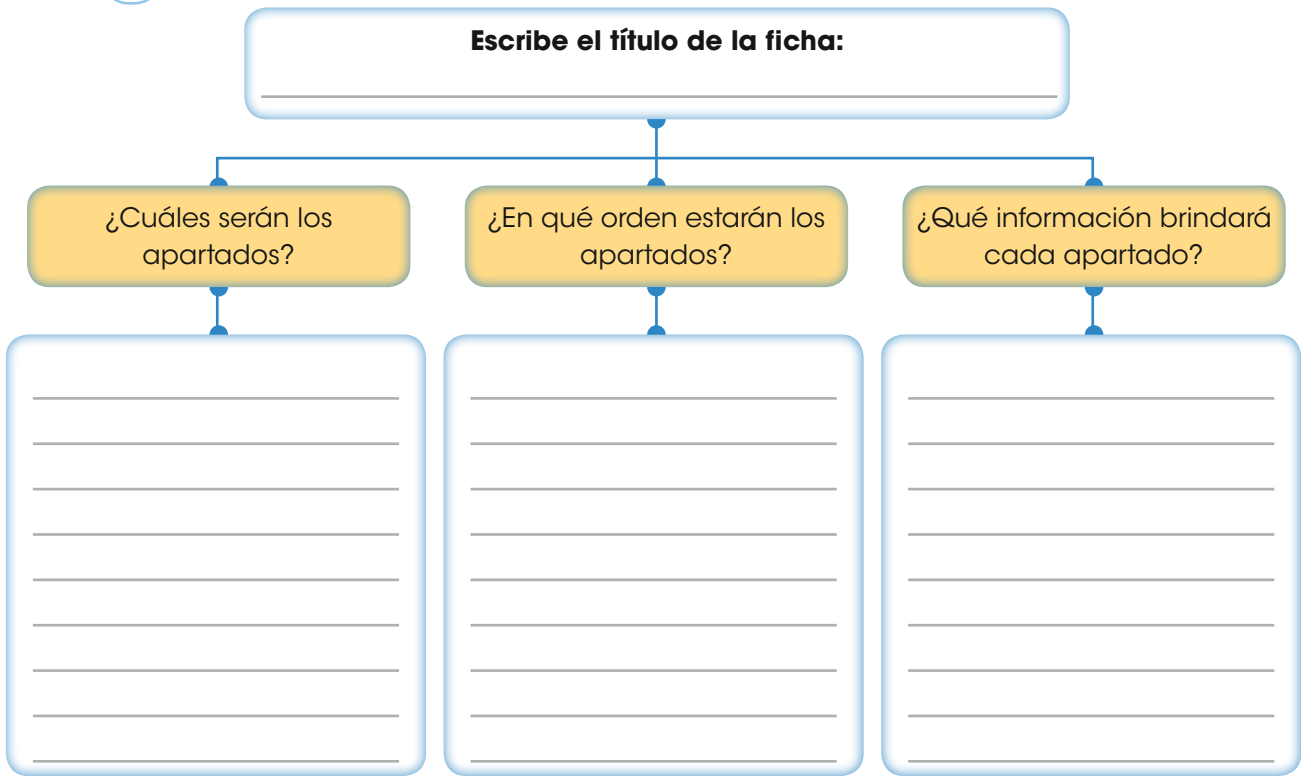 Escribe el título de la ficha:
¿Cuáles serán los
apartados?
¿En qué orden estarán los
apartados?
¿Qué información brindará
cada apartado?